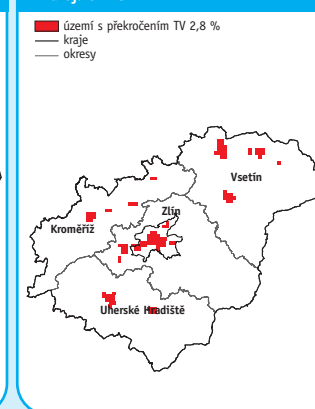 území s překročením TV 2,8 %
kraje
okresy
Vsetín
Zlín
Kroměříž
Uherské Hradiště